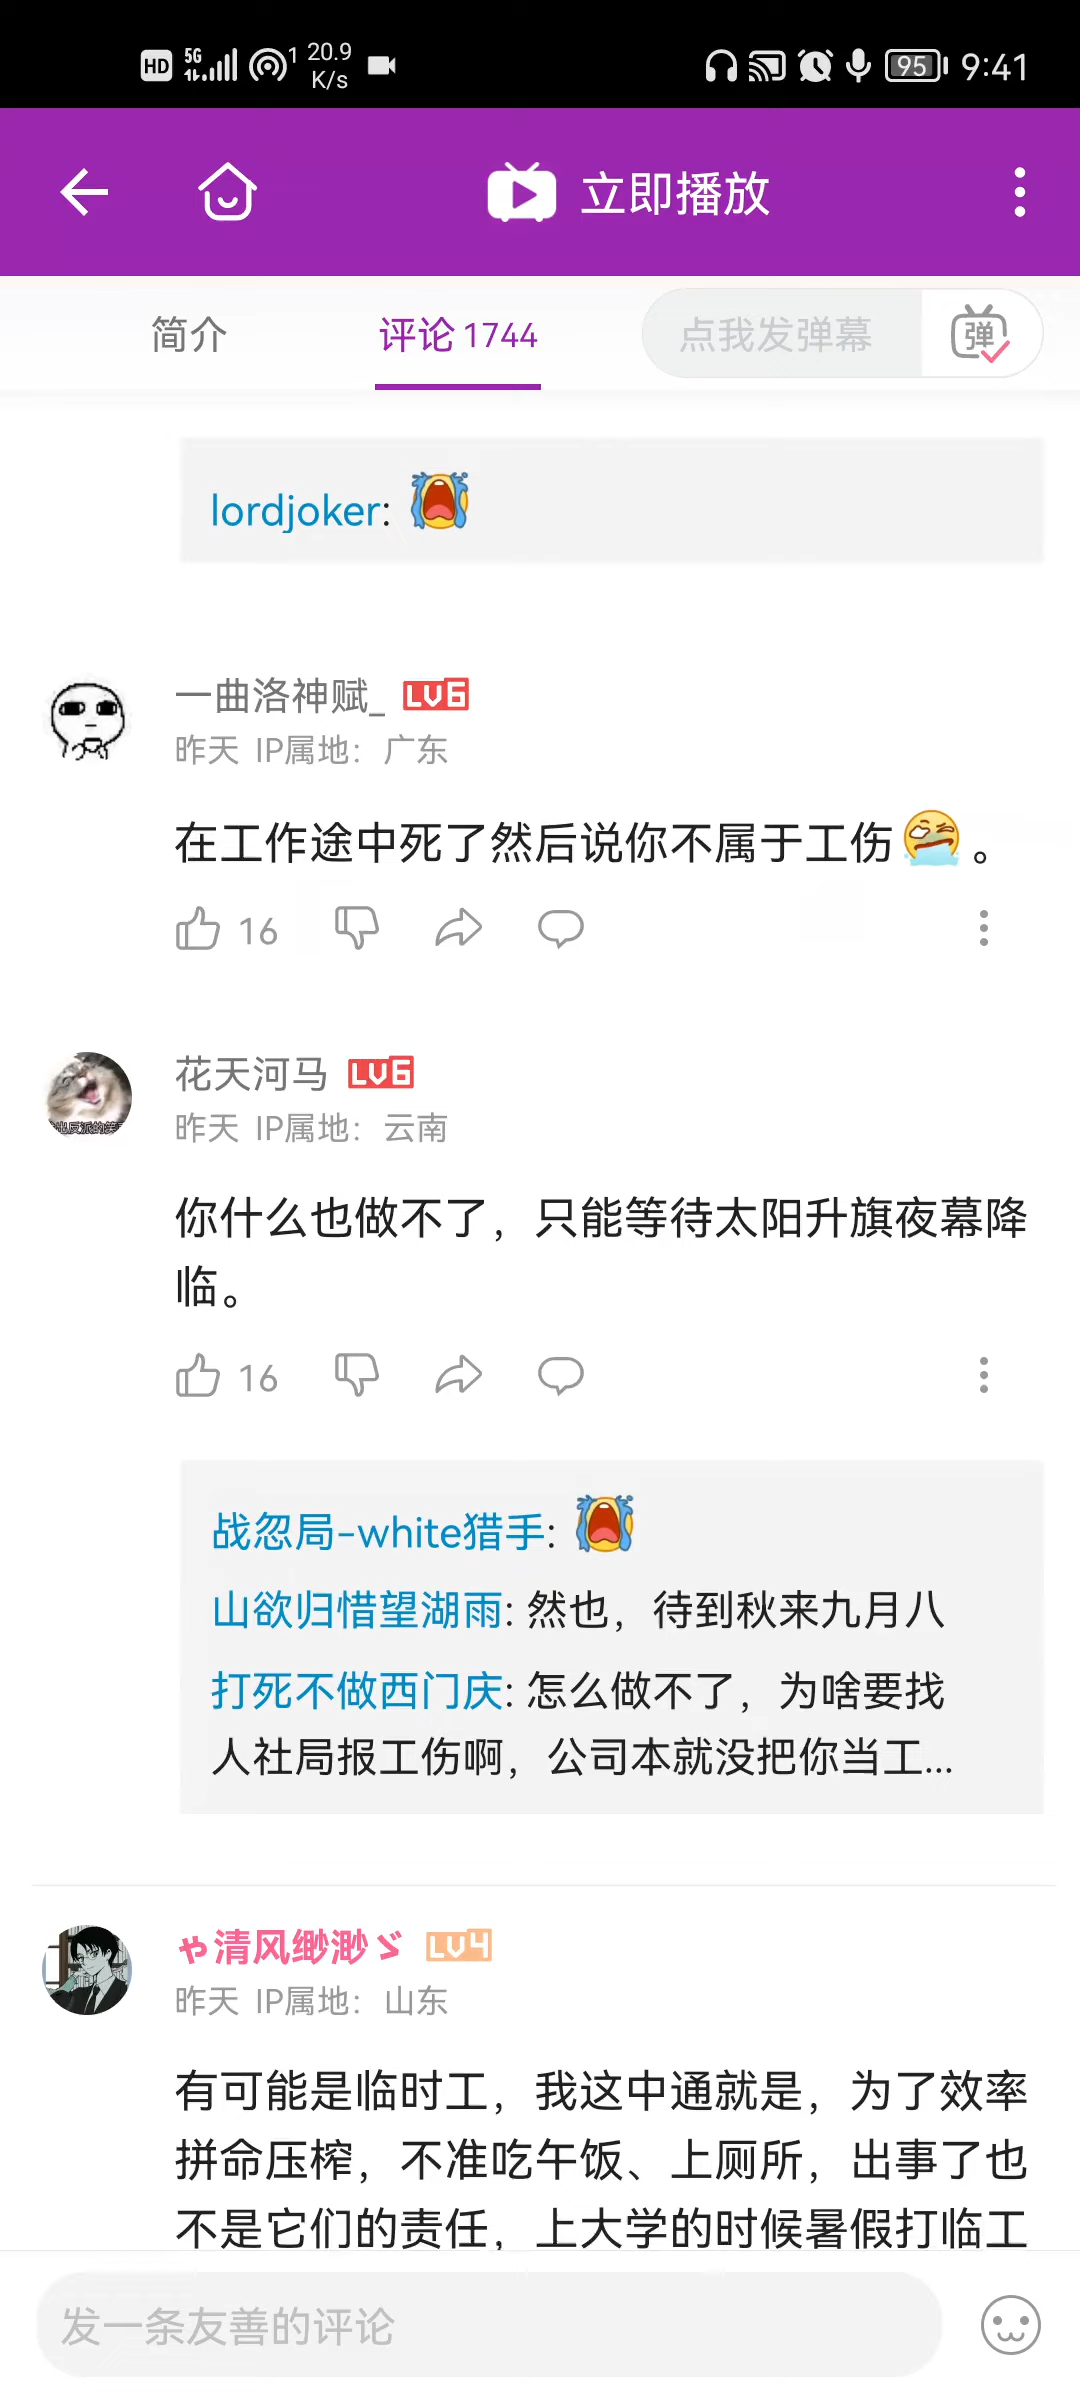 HD 5G 1 20.9 K/s 95 9:41
立即播放
简介 评论 1744 点我发弹幕 弹
lordjoker:
一曲洛神赋_ LV6
昨天 IP属地：广东
在工作途中死了然后说你不属于工伤。
16
花天河马 LV6
昨天 IP属地：云南
你什么也做不了，只能等待太阳升旗夜幕降
临。
16
战忽局-white猎手:
山欲归惜望湖雨: 然也，待到秋来九月八
打死不做西门庆: 怎么做不了，为啥要找
人社局报工伤啊，公司本就没把你当工...
ゃ清风缈渺ゞ LV4
昨天 IP属地：山东
有可能是临时工，我这中通就是，为了效率
拼命压榨，不准吃午饭、上厕所，出事了也
不是它们的责任，上大学的时候暑假打临工
发一条友善的评论